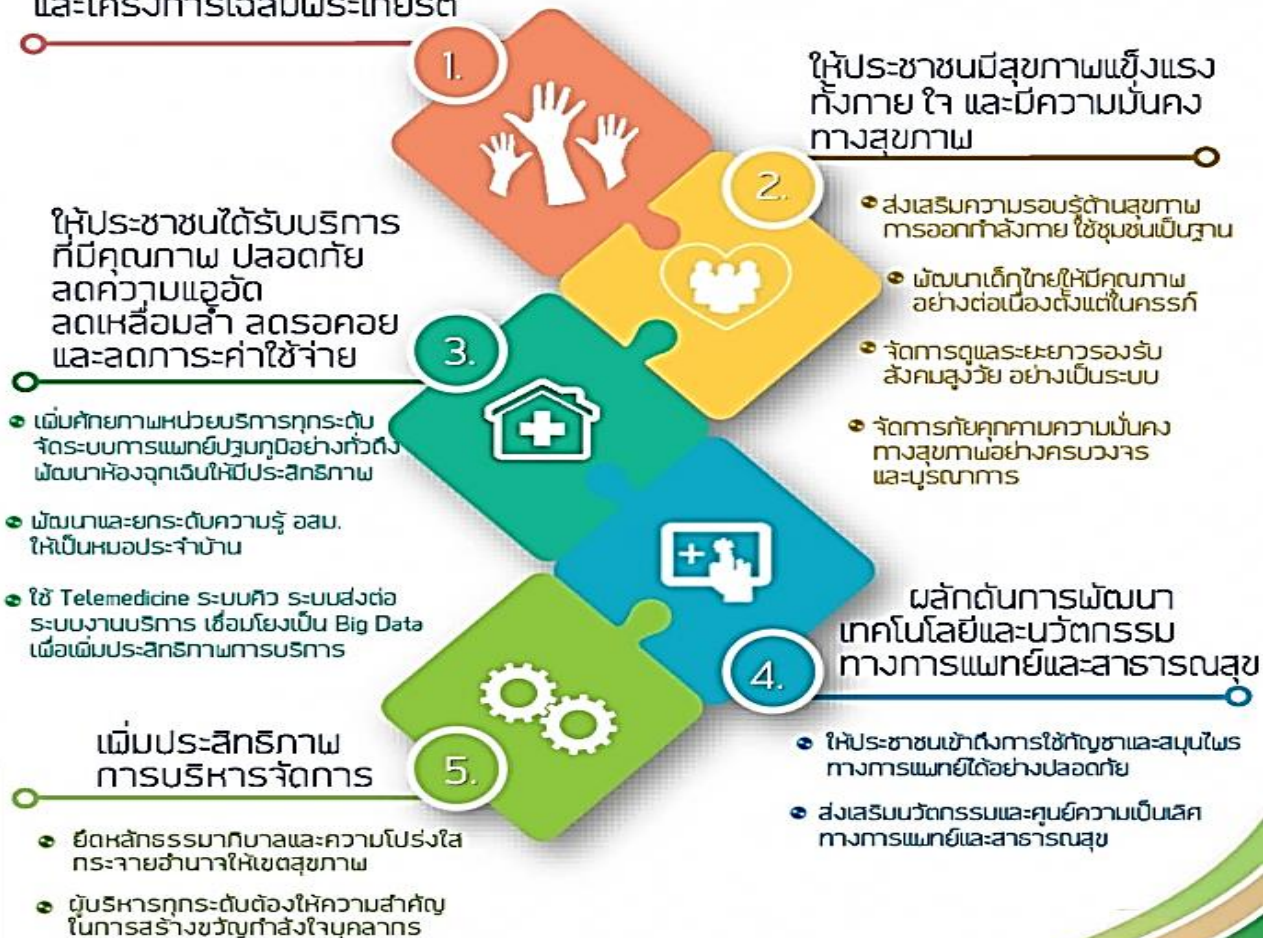 และโครงการเฉลิมพระเกียรติ
1.
ให้ประชาชนมีสุขภาพแข็งแรง
ทั้งกาย ใจ และมีความมั่นคง
ทางสุขภาพ
2.
ส่งเสริมความรอบรู้ด้านสุขภาพ
การออกกำลังกาย ใช้ชุมชนเป็นฐาน
พัฒนาเด็กไทยให้มีคุณภาพ
อย่างต่อเนื่องตั้งแต่ในครรภ์
จัดการดูแลระยะยาวรองรับ
สังคมสูงวัย อย่างเป็นระบบ
จัดการภัยคุกคามความมั่นคง
ทางสุขภาพอย่างครบวงจร
และบูรณาการ
ให้ประชาชนได้รับบริการ
ที่มีคุณภาพ ปลอดภัย
ลดความแออัด
ลดเหลื่อมล้ำ ลดรอคอย
และลดภาระค่าใช้จ่าย
3.
เพิ่มศักยภาพหน่วยบริการทุกระดับ
จัดระบบการแพทย์ปฐมภูมิอย่างทั่วถึง
พัฒนาห้องฉุกเฉินให้มีประสิทธิภาพ
พัฒนาและยกระดับความรู้ อสม.
ให้เป็นหมอประจำบ้าน
ใช้ Telemedicine ระบบคิว ระบบส่งต่อ
ระบบงานบริการ เชื่อมโยงเป็น Big Data
เพื่อเพิ่มประสิทธิภาพการบริการ
ผลักดันการพัฒนา
เทคโนโลยีและนวัตกรรม
ทางการแพทย์และสาธารณสุข
4.
ให้ประชาชนเข้าถึงการใช้กัญชาและสมุนไพร
ทางการแพทย์ได้อย่างปลอดภัย
ส่งเสริมนวัตกรรมและศูนย์ความเป็นเลิศ
ทางการแพทย์และสาธารณสุข
เพิ่มประสิทธิภาพ
การบริหารจัดการ
5.
ยึดหลักธรรมาภิบาลและความโปร่งใส
กระจายอำนาจให้เขตสุขภาพ
ผู้บริหารทุกระดับต้องให้ความสำคัญ
ในการสร้างขวัญกำลังใจบุคลากร